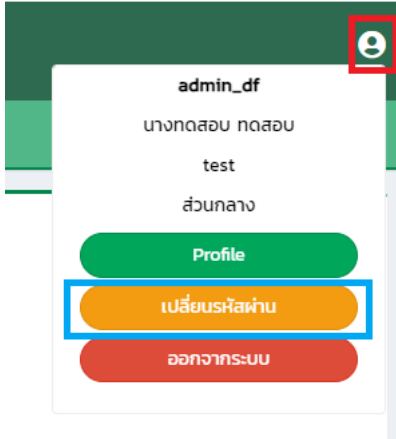 admin_df
นางทดสอบ ทดสอบ
test
ส่วนกลาง
Profile
เปลี่ยนรหัสผ่าน
ออกจากระบบ